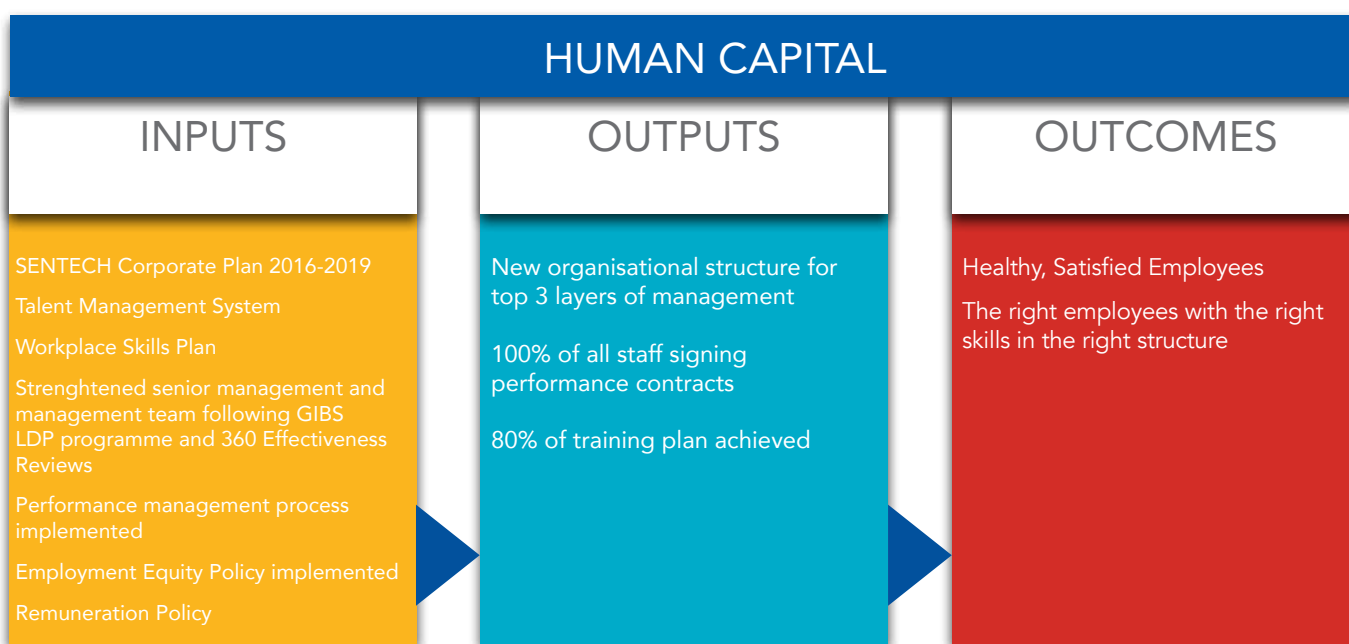 HUMAN CAPITAL
INPUTS
SENTECH Corporate Plan 2016-2019
Talent Management System
Workplace Skills Plan
Strenghtened senior management and
management team following GIBS
LDP programme and 360 Effectiveness
Reviews
Performance management process
implemented
Employment Equity Policy implemented
Remuneration Policy
OUTPUTS
New organisational structure for
top 3 layers of management
100% of all staff signing
performance contracts
80% of training plan achieved
OUTCOMES
Healthy, Satisfied Employees
The right employees with the right
skills in the right structure